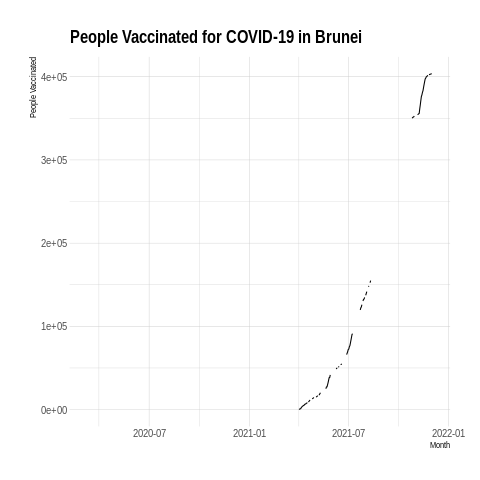 People Vaccinated for COVID-19 in Brunei
People Vaccinated
4e+05
3e+05
2e+05
1e+05
0e+00
2020-07
2021-01
2021-07
2022-01
Month